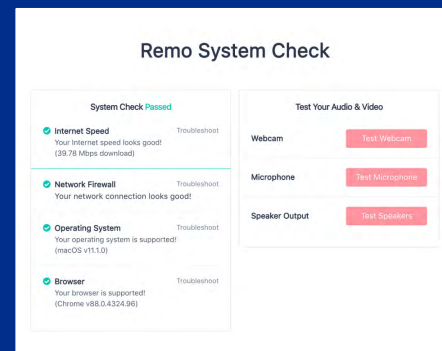 Remo System Check
System Check Passed
Internet Speed Troubleshoot
Your Internet speed looks good!
(39.78 Mbps download)
Network Firewall Troubleshoot
Your network connection looks good!
Operating System Troubleshoot
Your operating system is supported!
(macOS v11.1.0)
Browser Troubleshoot
Your browser is supported!
(Chrome v88.0.4324.96)
Test Your Audio & Video
Webcam Test Webcam
Microphone Test Microphone
Speaker Output Test Speakers